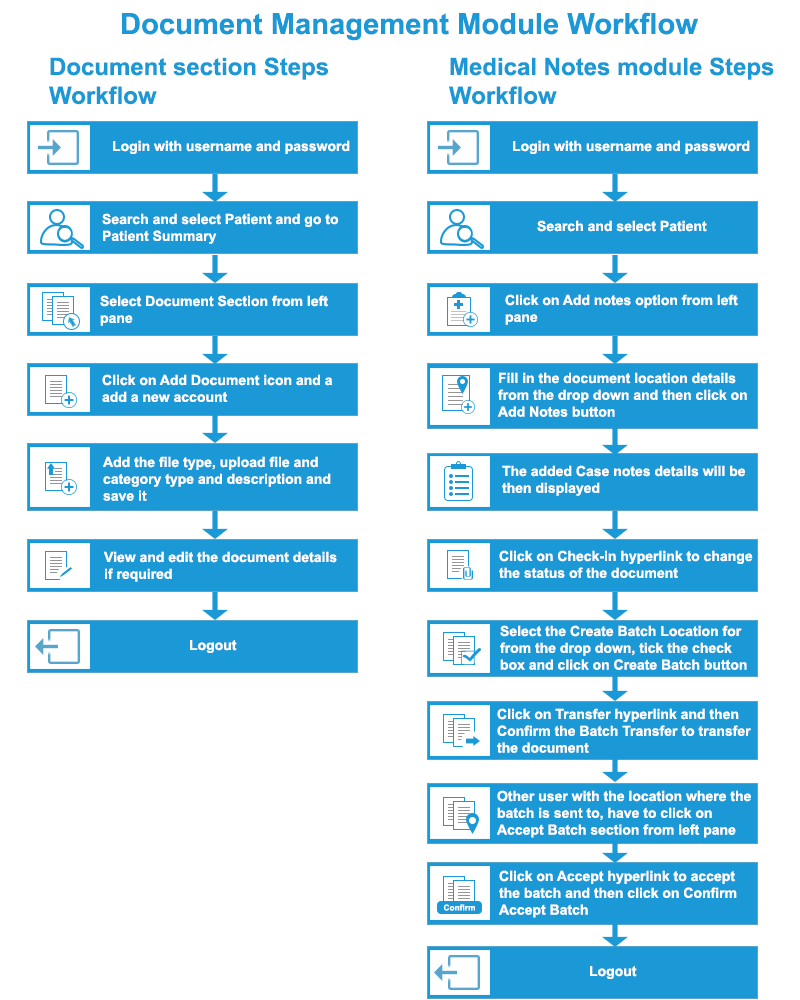 Document Management Module Workflow
Document section Steps
Workflow
Login with username and password
Search and select Patient and go to
Patient Summary
Select Document Section from left
pane
Click on Add Document icon and a
add a new account
Add the file type, upload file and
category type and description and
save it
View and edit the document details
if required
Logout
Medical Notes module Steps
Workflow
Login with username and password
Search and select Patient
Click on Add notes option from left
pane
Fill in the document location details
from the drop down and then click on
Add Notes button
The added Case notes details will be
then displayed
Click on Check-in hyperlink to change
the status of the document
Select the Create Batch Location for
from the drop down, tick the check
box and click on Create Batch button
Click on Transfer hyperlink and then
Confirm the Batch Transfer to transfer
the document
Other user with the location where the
batch is sent to, have to click on
Accept Batch section from left pane
Confirm
Click on Accept hyperlink to accept
the batch and then click on Confirm
Accept Batch
Logout